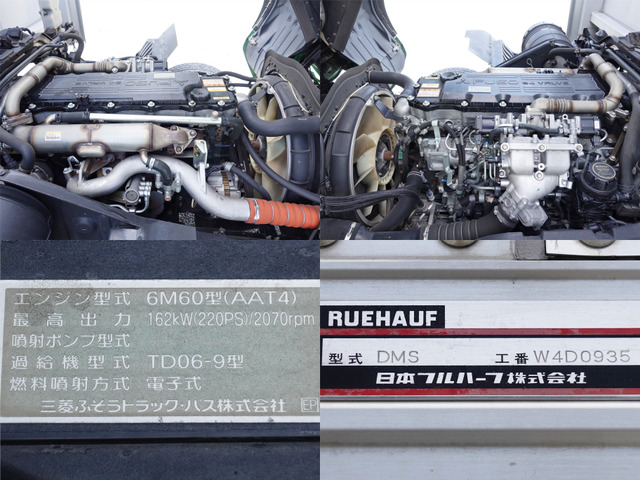 エンジン型式 6M60型(AAT4)
最高出力 162kW(220PS)/2070rpm
噴射ポンプ型式
過給機型式 TD06-9型
燃料噴射方式 電子式
三菱ふそうトラック・バス株式会社 EP
RUEHAUF
型式 DMS 工番 W4D0935
日本フルハーフ株式会社